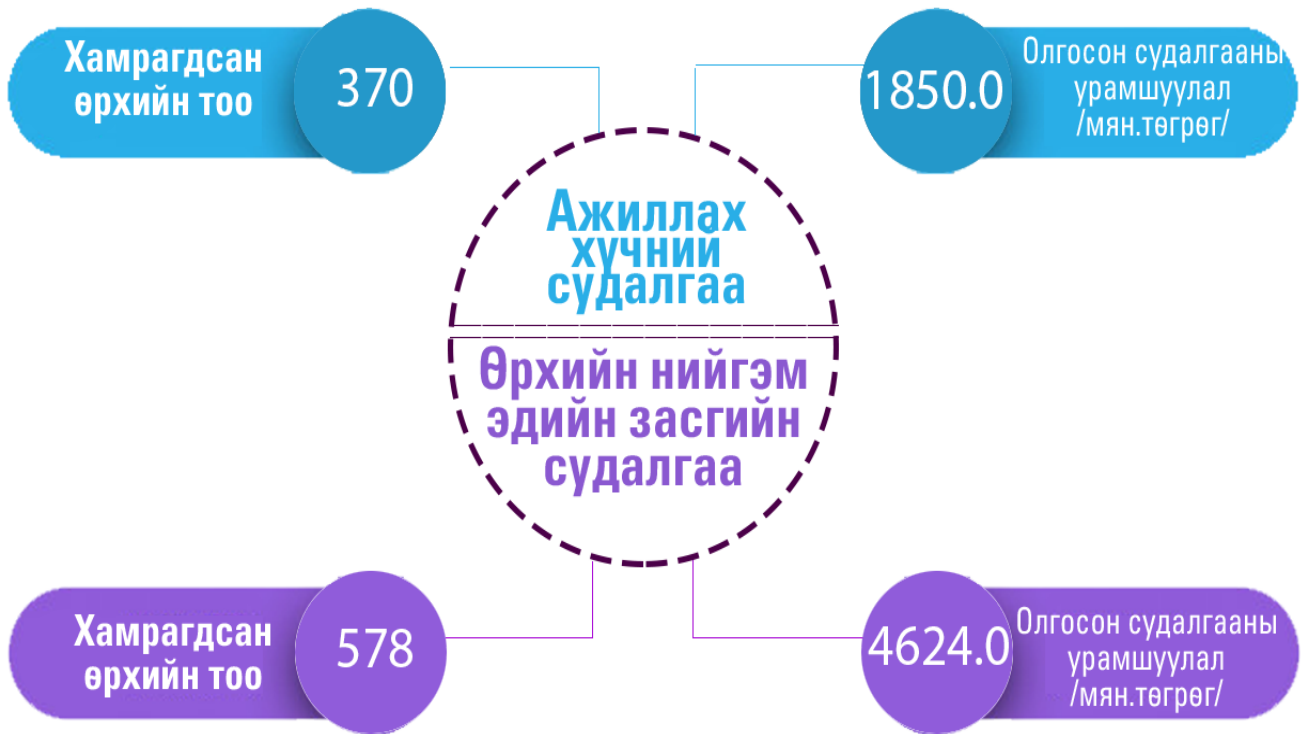 Хамрагдсан
өрхийн тоо
370
1850.0
Олгосон судалгааны
урамшуулал
/мян.төгрөг/
Ажиллах
хүчний
судалгаа
Өрхийн нийгэм
эдийн засгийн
судалгаа
Хамрагдсан
өрхийн тоо
578
4624.0
Олгосон судалгааны
урамшуулал
/мян.төгрөг/